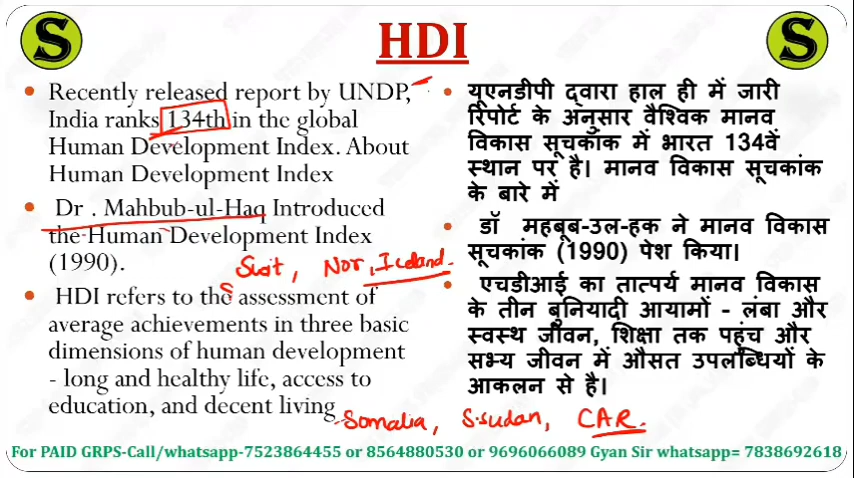 S
HDI
S
Recently released report by UNDP,
India ranks 134th in the global
Human Development Index. About
Human Development Index
Dr . Mahbub-ul-Haq Introduced
the Human Development Index
(1990).
Swit, Nor, Iceland.
HDI refers to the assessment of
average achievements in three basic
dimensions of human development
- long and healthy life, access to
education, and decent living
Somalia, S.sudan, CAR.
यूएनडीपी द्वारा हाल ही में जारी
रिपोर्ट के अनुसार वैश्विक मानव
विकास सूचकांक में भारत 134वें
स्थान पर है। मानव विकास सूचकांक
के बारे में
डॉ महबूब-उल-हक ने मानव विकास
सूचकांक (1990) पेश किया।
एचडीआई का तात्पर्य मानव विकास
के तीन बुनियादी आयामों - लंबा और
स्वस्थ जीवन, शिक्षा तक पहुंच और
सभ्य जीवन में औसत उपलब्धियों के
आकलन से है।
For PAID GRPS-Call/whatsapp-7523864455 or 8564880530 or 9696066089 Gyan Sir whatsapp= 7838692618